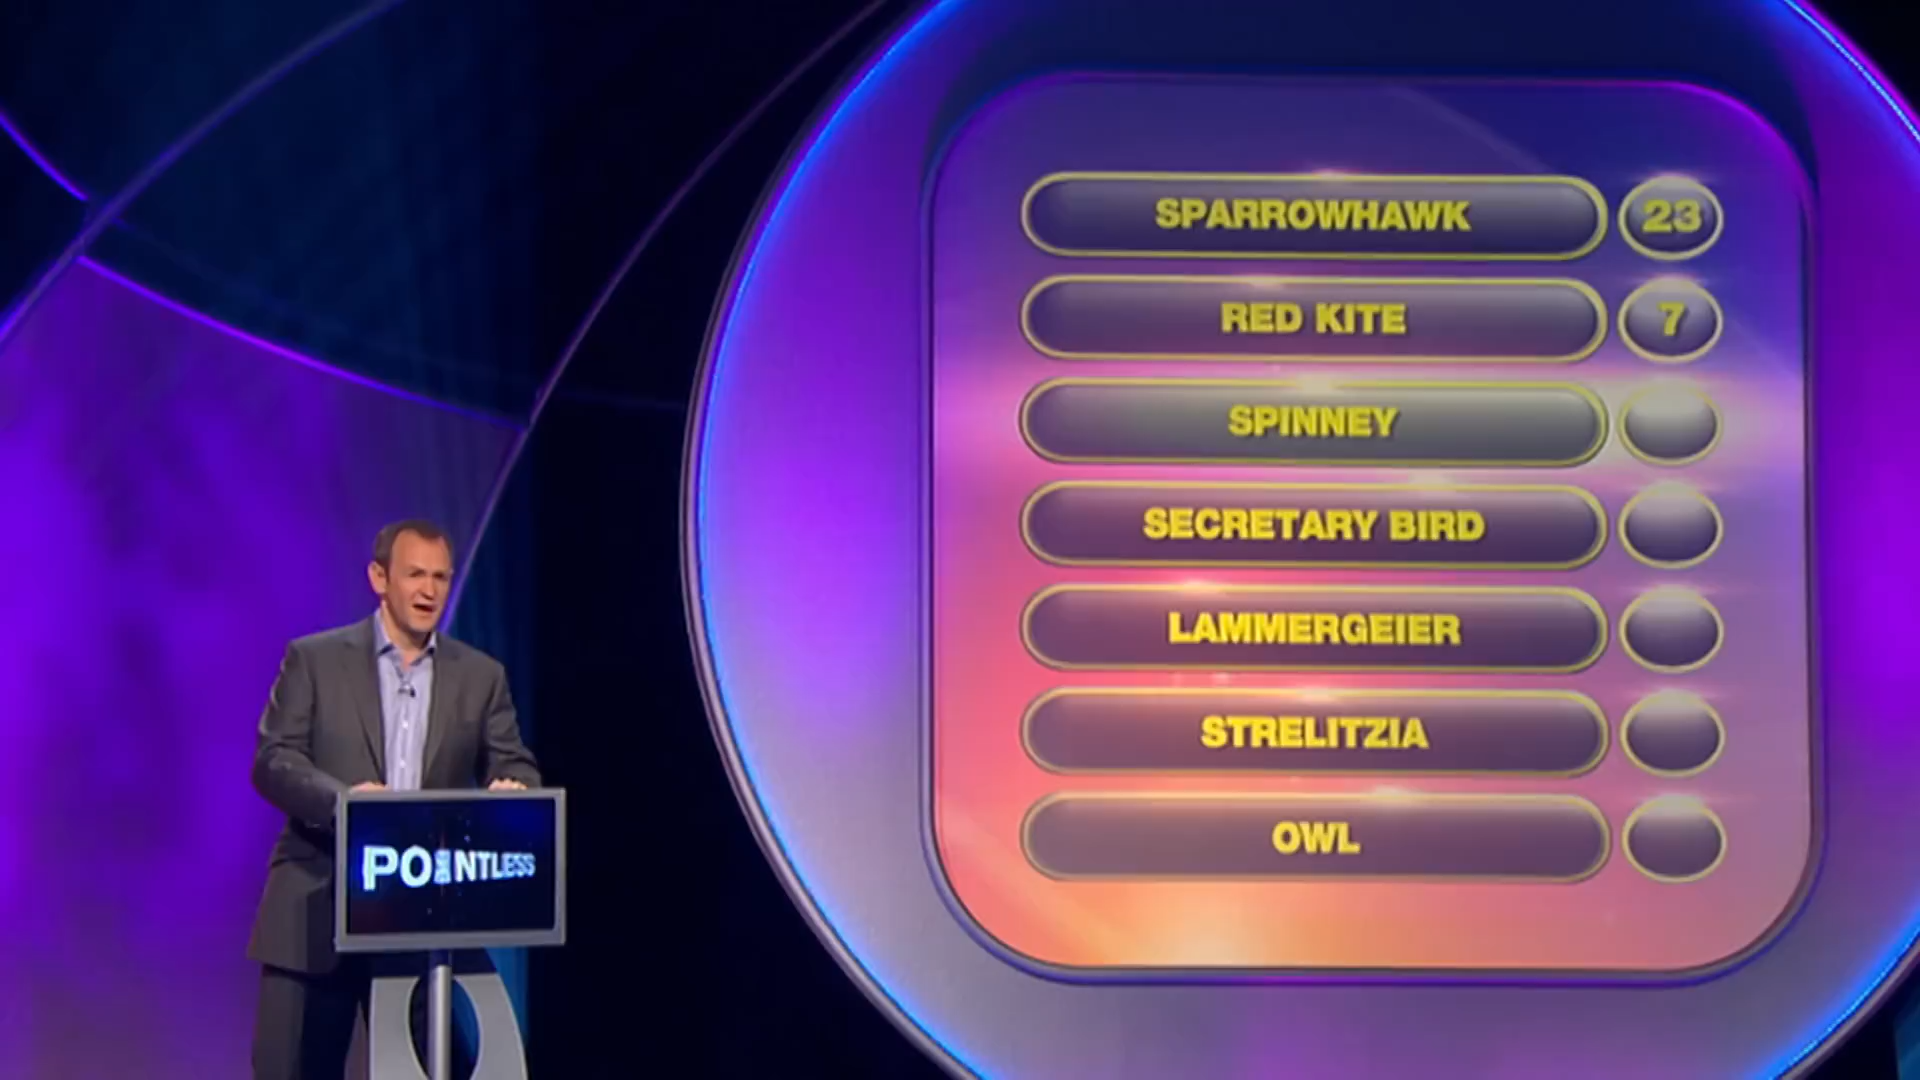 SPARROWHAWK 23
RED KITE 7
SPINNEY
SECRETARY BIRD
LAMMERGEIER
STRELITZIA
OWL
POINTLESS